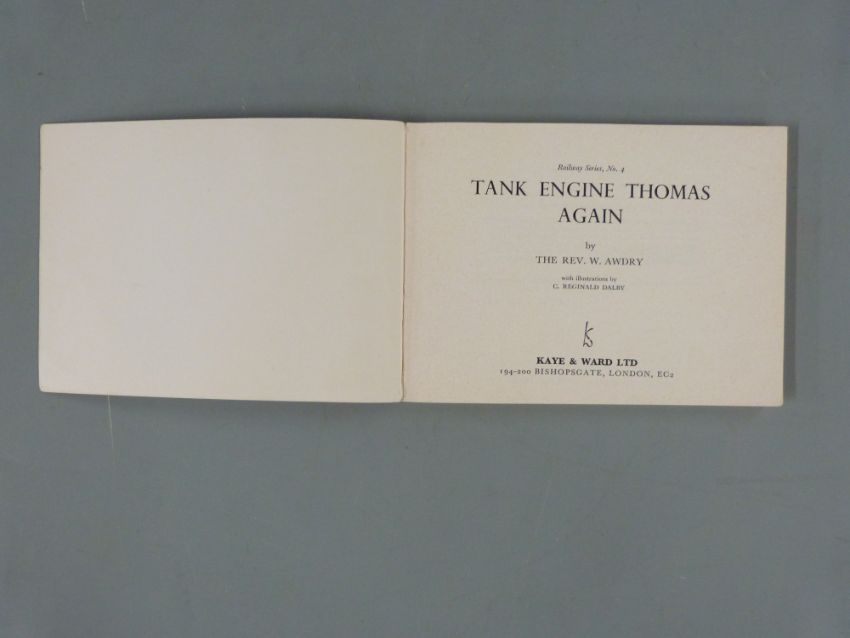 Railway Series, No. 4
TANK ENGINE THOMAS
AGAIN
by
THE REV. W. AWDRY
with illustrations by
C. REGINALD DALBY
KAYE & WARD LTD
194-200 BISHOPSGATE, LONDON, EC2